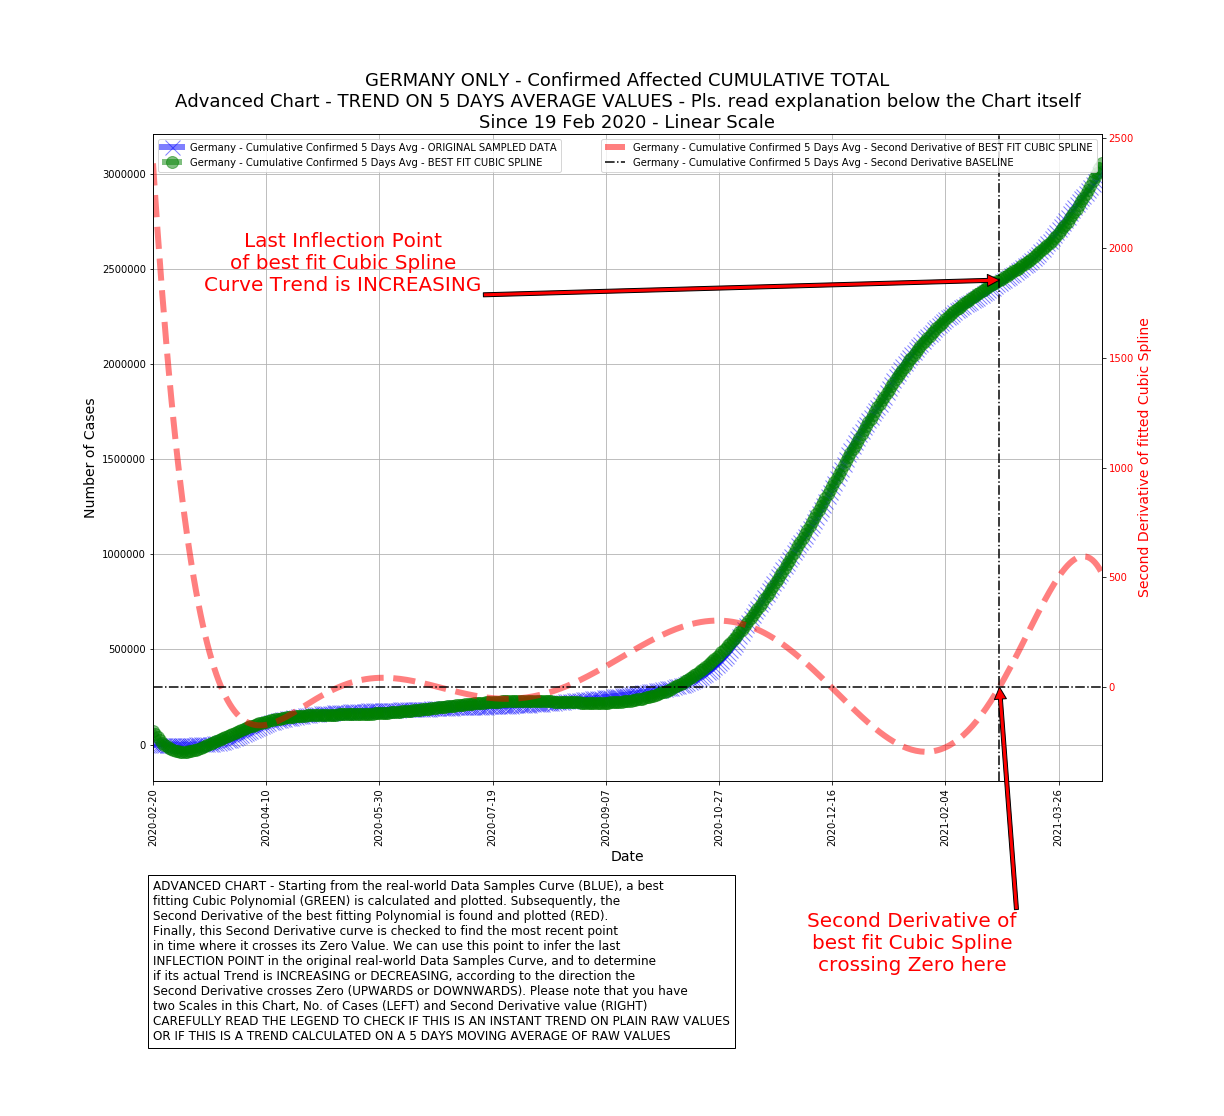 GERMANY ONLY - Confirmed Affected CUMULATIVE TOTAL
Advanced Chart - TREND ON 5 DAYS AVERAGE VALUES - Pls. read explanation below the Chart itself
Since 19 Feb 2020 - Linear Scale
Germany - Cumulative Confirmed 5 Days Avg - ORIGINAL SAMPLED DATA
Germany - Cumulative Confirmed 5 Days Avg - BEST FIT CUBIC SPLINE
Germany - Cumulative Confirmed 5 Days Avg - Second Derivative of BEST FIT CUBIC SPLINE
Germany - Cumulative Confirmed 5 Days Avg - Second Derivative BASELINE
Last Inflection Point
of best fit Cubic Spline
Curve Trend is INCREASING
Number of Cases
3000000
2500000
2000000
1500000
1000000
500000
0
2500
2000
1500
1000
500
0
Second Derivative of fitted Cubic Spline
2020-02-20
2020-04-10
2020-05-30
2020-07-19
2020-09-07
2020-10-27
2020-12-16
2021-02-04
2021-03-26
Date
Second Derivative of
best fit Cubic Spline
crossing Zero here
ADVANCED CHART - Starting from the real-world Data Samples Curve (BLUE), a best
fitting Cubic Polynomial (GREEN) is calculated and plotted. Subsequently, the
Second Derivative of the best fitting Polynomial is found and plotted (RED).
Finally, this Second Derivative curve is checked to find the most recent point
in time where it crosses its Zero Value. We can use this point to infer the last
INFLECTION POINT in the original real-world Data Samples Curve, and to determine
if its actual Trend is INCREASING or DECREASING, according to the direction the
Second Derivative crosses Zero (UPWARDS or DOWNWARDS). Please note that you have
two Scales in this Chart, No. of Cases (LEFT) and Second Derivative value (RIGHT)
CAREFULLY READ THE LEGEND TO CHECK IF THIS IS AN INSTANT TREND ON PLAIN RAW VALUES
OR IF THIS IS A TREND CALCULATED ON A 5 DAYS MOVING AVERAGE OF RAW VALUES